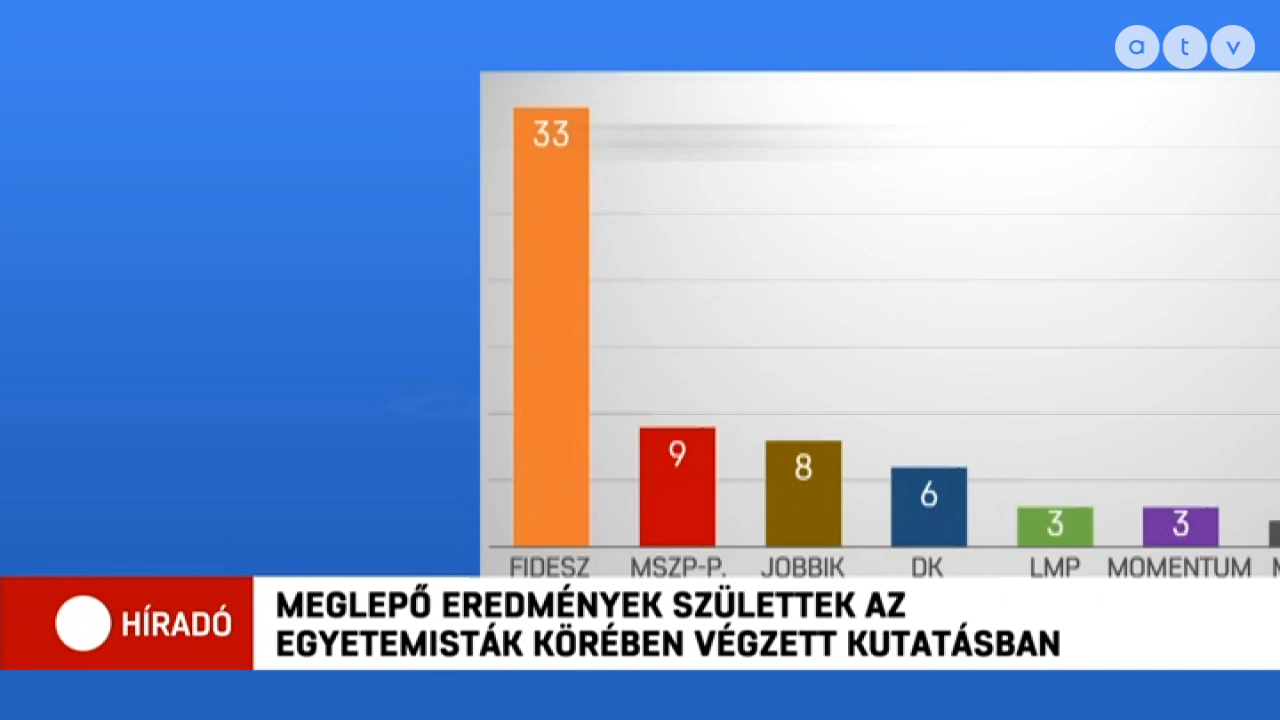 a t v
33
9
8
6
3
3
FIDESZ MSZP-P. JOBBIK DK LMP MOMENTUM
HÍRADÓ
MEGLEPŐ EREDMÉNYEK SZÜLETTEK AZ
EGYETEMISTÁK KÖRÉBEN VÉGZETT KUTATÁSBAN